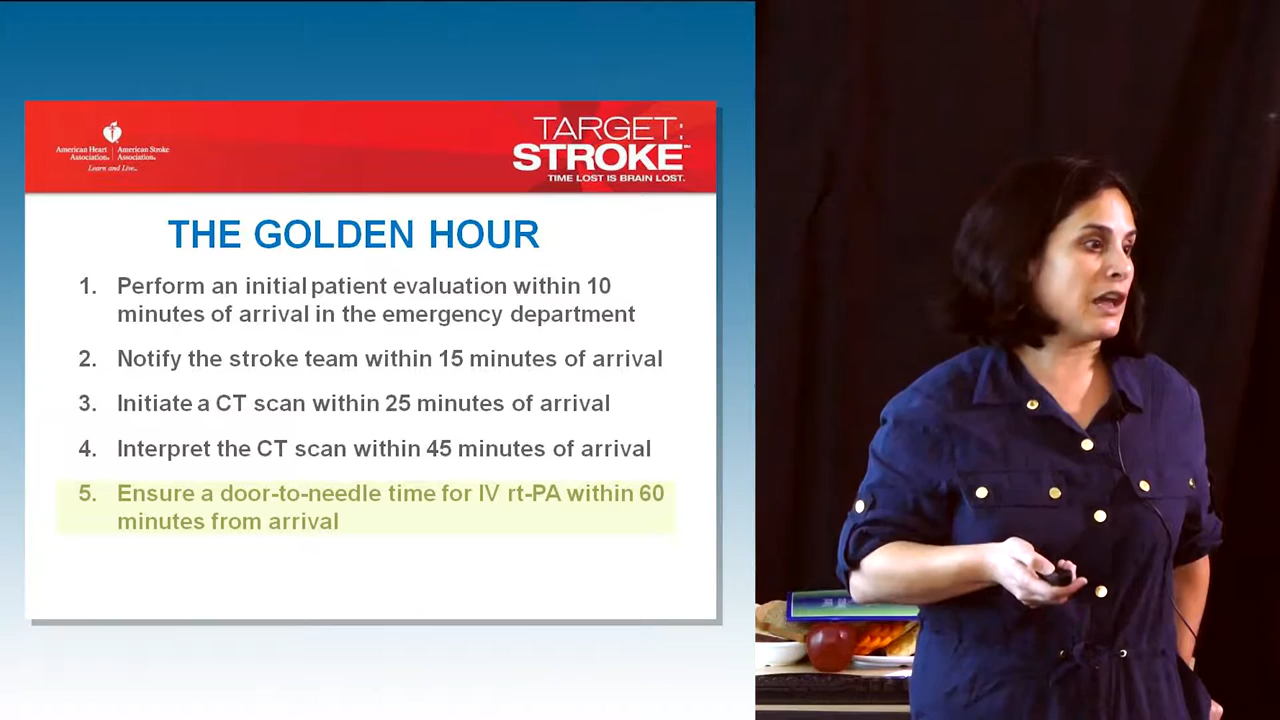 American Heart Association® | American Stroke Association®
Learn and Live℠
TARGET:
STROKE℠
TIME LOST IS BRAIN LOST.
THE GOLDEN HOUR
1. Perform an initial patient evaluation within 10
minutes of arrival in the emergency department
2. Notify the stroke team within 15 minutes of arrival
3. Initiate a CT scan within 25 minutes of arrival
4. Interpret the CT scan within 45 minutes of arrival
5. Ensure a door-to-needle time for IV rt-PA within 60
minutes from arrival